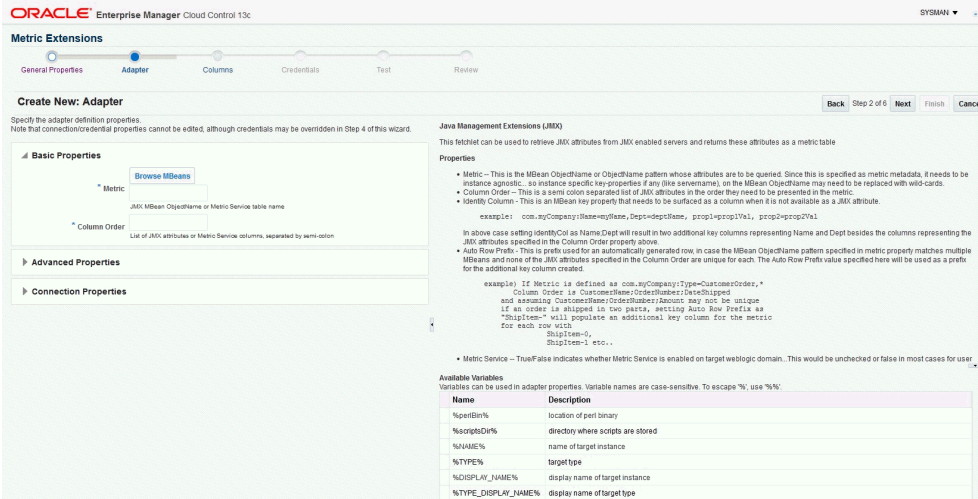 ORACLE® Enterprise Manager Cloud Control 13c
SYSMAN
Metric Extensions
General Properties Adapter Columns Credentials Test Review
Create New: Adapter
Back Step 2 of 6 Next Finish Cance
Specify the adapter definition properties.
Note that connection/credential properties cannot be edited, although credentials may be overridden in Step 4 of this wizard.
Basic Properties
Browse MBeans
* Metric
JMX MBean ObjectName or Metric Service table name
* Column Order
List of JMX attributes or Metric Service columns, separated by semi-colon
Advanced Properties
Connection Properties
Java Management Extensions (JMX)
This fetchlet can be used to retrieve JMX attributes from JMX enabled servers and returns these attributes as a metric table
Properties
• Metric -- This is the MBean ObjectName or ObjectName pattern whose attributes are to be queried. Since this is specified as metric metadata, it needs to be
instance agnostic... so instance specific key-properties if any (like servername), on the MBean ObjectName may need to be replaced with wild-cards.
• Column Order -- This is a semi colon separated list of JMX attributes in the order they need to be presented in the metric.
• Identity Column - This is an MBean key property that needs to be surfaced as a column when it is not available as a JMX attribute.
example: com.myCompany:Name=myName,Dept=deptName, prop1=prop1Val, prop2=prop2Val
In above case setting identityCol as Name;Dept will result in two additional key columns representing Name and Dept besides the columns representing the
JMX attributes specified in the Column Order property above.
• Auto Row Prefix - This is prefix used for an automatically generated row, in case the MBean ObjectName pattern specified in metric property matches multiple
MBeans and none of the JMX attributes specified in the Column Order are unique for each. The Auto Row Prefix value specified here will be used as a prefix
for the additional key column created.
example) If Metric is defined as com.myCompany:Type=CustomerOrder,*
Column Order is CustomerName;OrderNumber;DateShipped
and assuming CustomerName;OrderNumber;Amount may not be unique
if an order is shipped in two parts, setting Auto Row Prefix as
"ShipItem-" will populate an additional key column for the metric
for each row with
ShipItem-0,
ShipItem-1 etc..
• Metric Service -- True/False indicates whether Metric Service is enabled on target weblogic domain...This would be unchecked or false in most cases for user
Available Variables
Variables can be used in adapter properties. Variable names are case-sensitive. To escape '%', use '%%'.
Name Description
%perlBin% location of perl binary
%scriptsDir% directory where scripts are stored
%NAME% name of target instance
%TYPE% target type
%DISPLAY_NAME% display name of target instance
%TYPE_DISPLAY_NAME% display name of target type